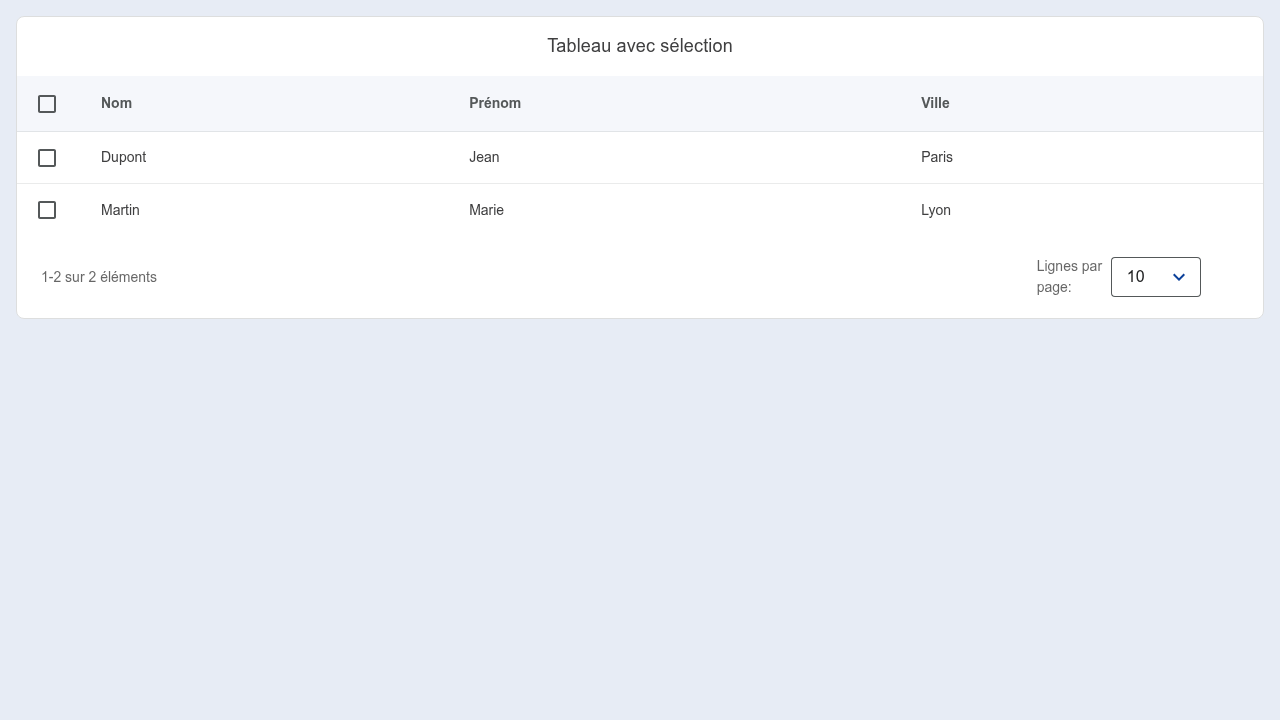 Tableau avec sélection
Nom Prénom Ville
Dupont Jean Paris
Martin Marie Lyon
1-2 sur 2 éléments
Lignes par
page:
10